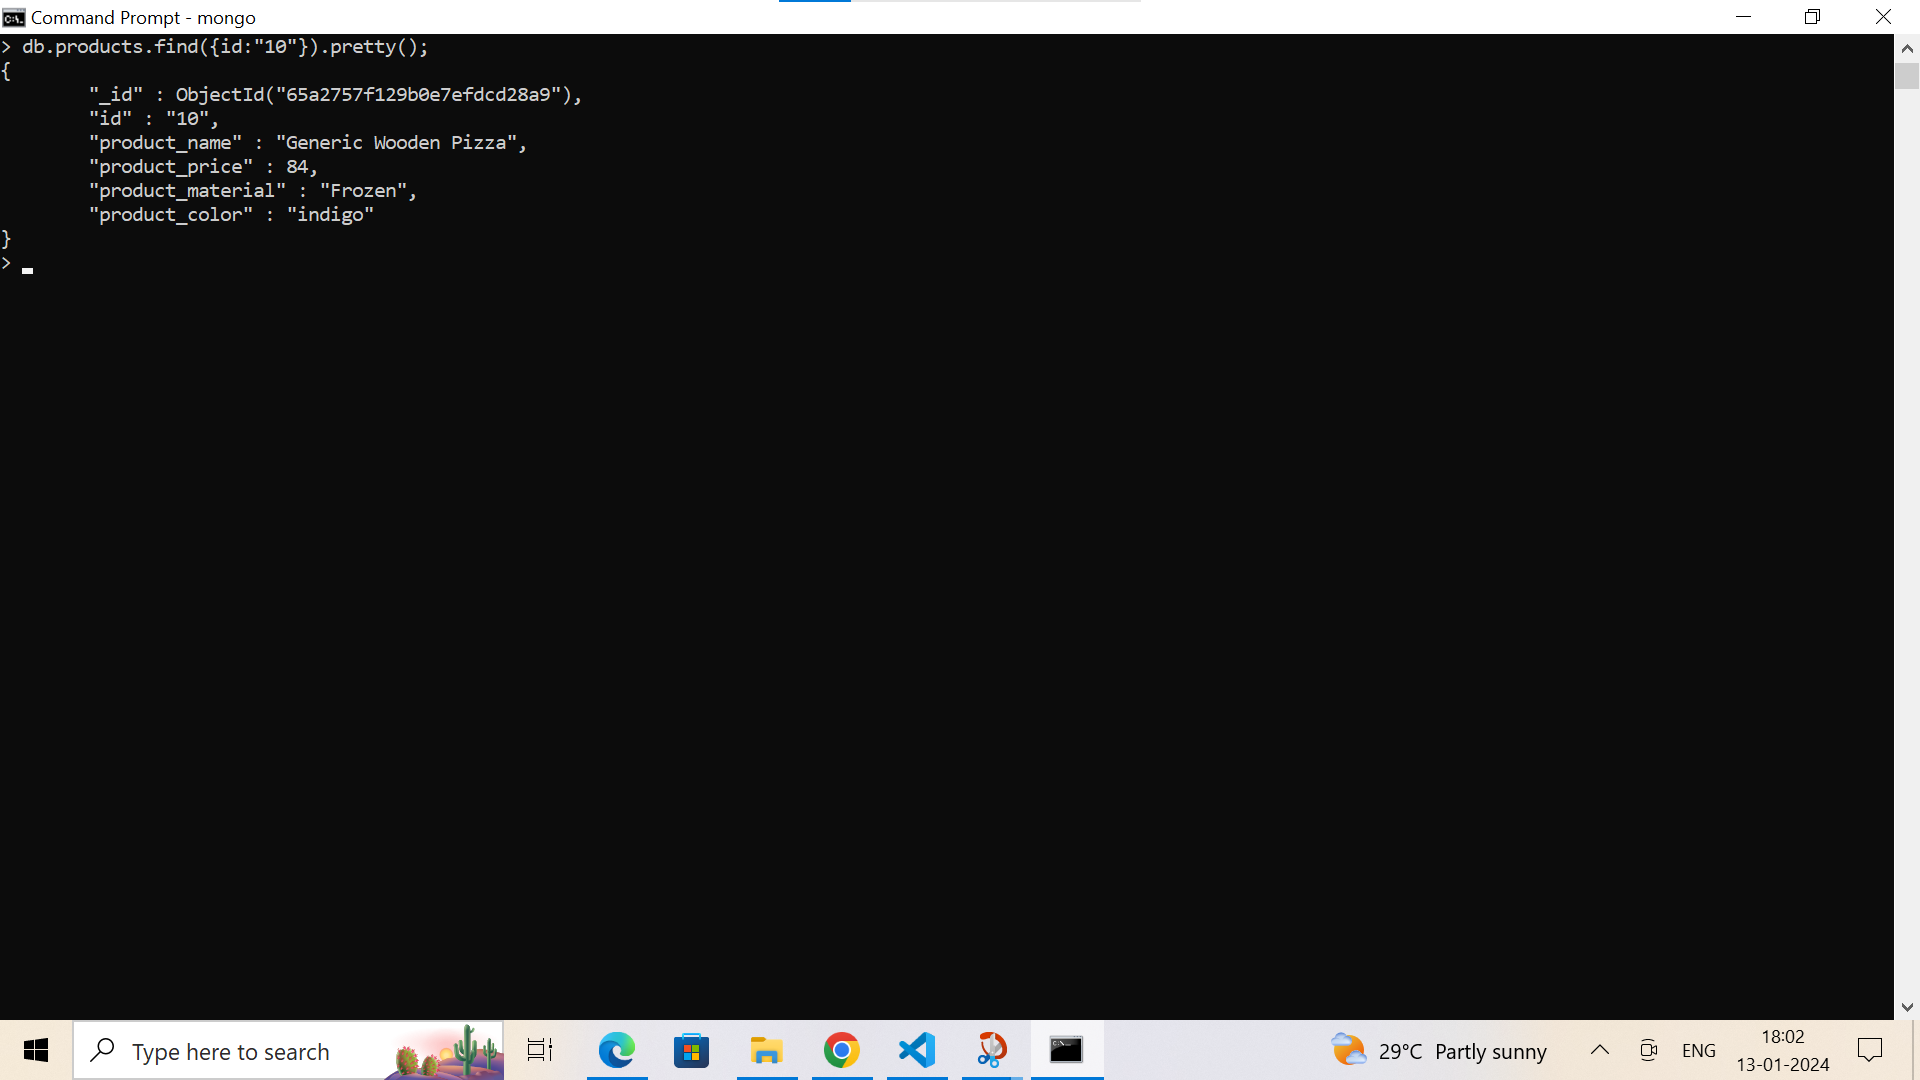 Command Prompt - mongo
> db.products.find({id:"10"}).pretty();
{
"_id" : ObjectId("65a2757f129b0e7efdcd28a9"),
"id" : "10",
"product_name" : "Generic Wooden Pizza",
"product_price" : 84,
"product_material" : "Frozen",
"product_color" : "indigo"
}
>
Type here to search
29°C Partly sunny
ENG
18:02
13-01-2024